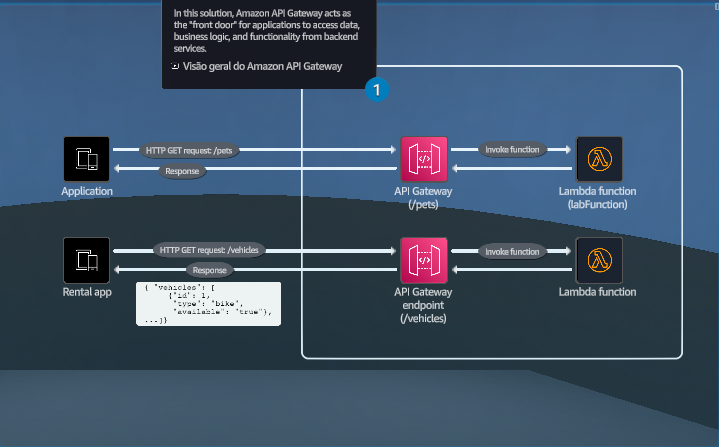 In this solution, Amazon API Gateway acts as
the "front door" for applications to access data,
business logic, and functionality from backend
services.
Visão geral do Amazon API Gateway
1
HTTP GET request: /pets
Invoke function
Response
Application
API Gateway
(/pets)
Lambda function
(labFunction)
HTTP GET request: /vehicles
Invoke function
Response
Rental app
API Gateway
endpoint
(/vehicles)
Lambda function
{ "vehicles": [
{"id": 1,
"type": "bike",
"available": "true"},
...]}